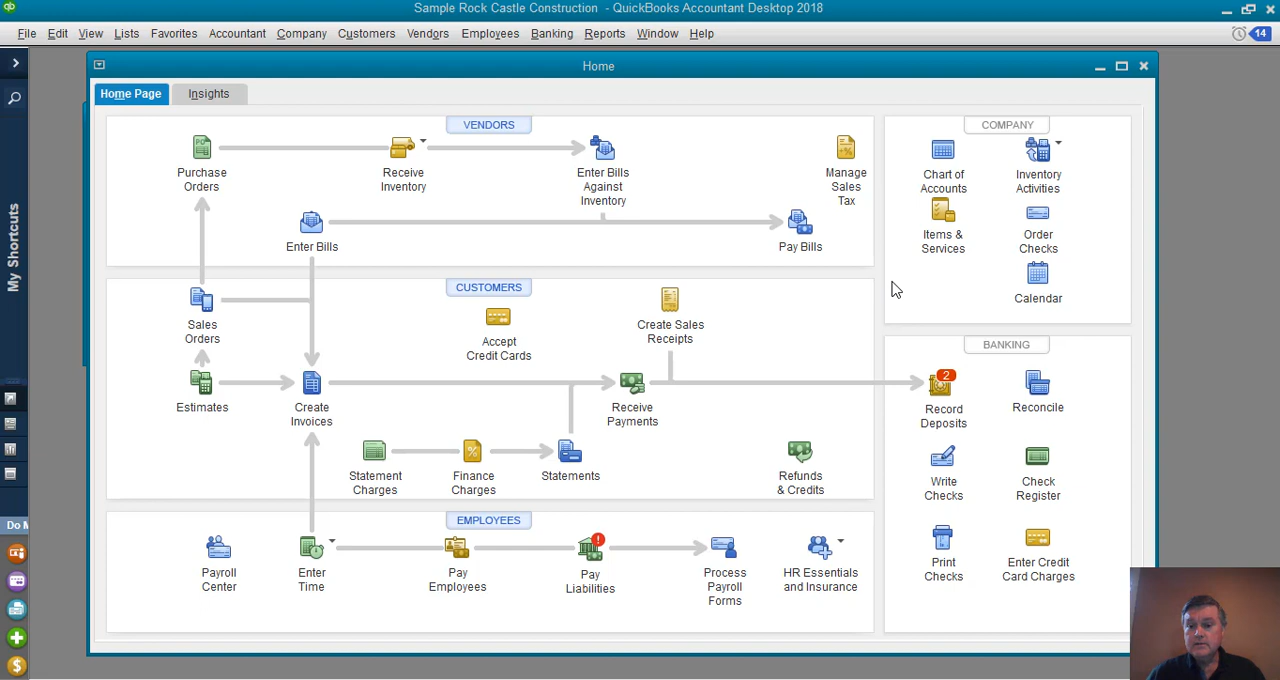 qb
Sample Rock Castle Construction - QuickBooks Accountant Desktop 2018
File Edit View Lists Favorites Accountant Company Customers Vendors Employees Banking Reports Window Help
14
Home
Home Page Insights
My Shortcuts
VENDORS
Purchase Orders
Receive Inventory
Enter Bills Against Inventory
Manage Sales Tax
Enter Bills
Pay Bills
CUSTOMERS
Sales Orders
Accept Credit Cards
Create Sales Receipts
Estimates
Create Invoices
Receive Payments
Statement Charges
Finance Charges
Statements
Refunds & Credits
EMPLOYEES
Payroll Center
Enter Time
Pay Employees
Pay Liabilities
Process Payroll Forms
HR Essentials and Insurance
COMPANY
Chart of Accounts
Inventory Activities
Items & Services
Order Checks
Calendar
BANKING
2
Record Deposits
Reconcile
Write Checks
Check Register
Print Checks
Enter Credit Card Charges
Do M